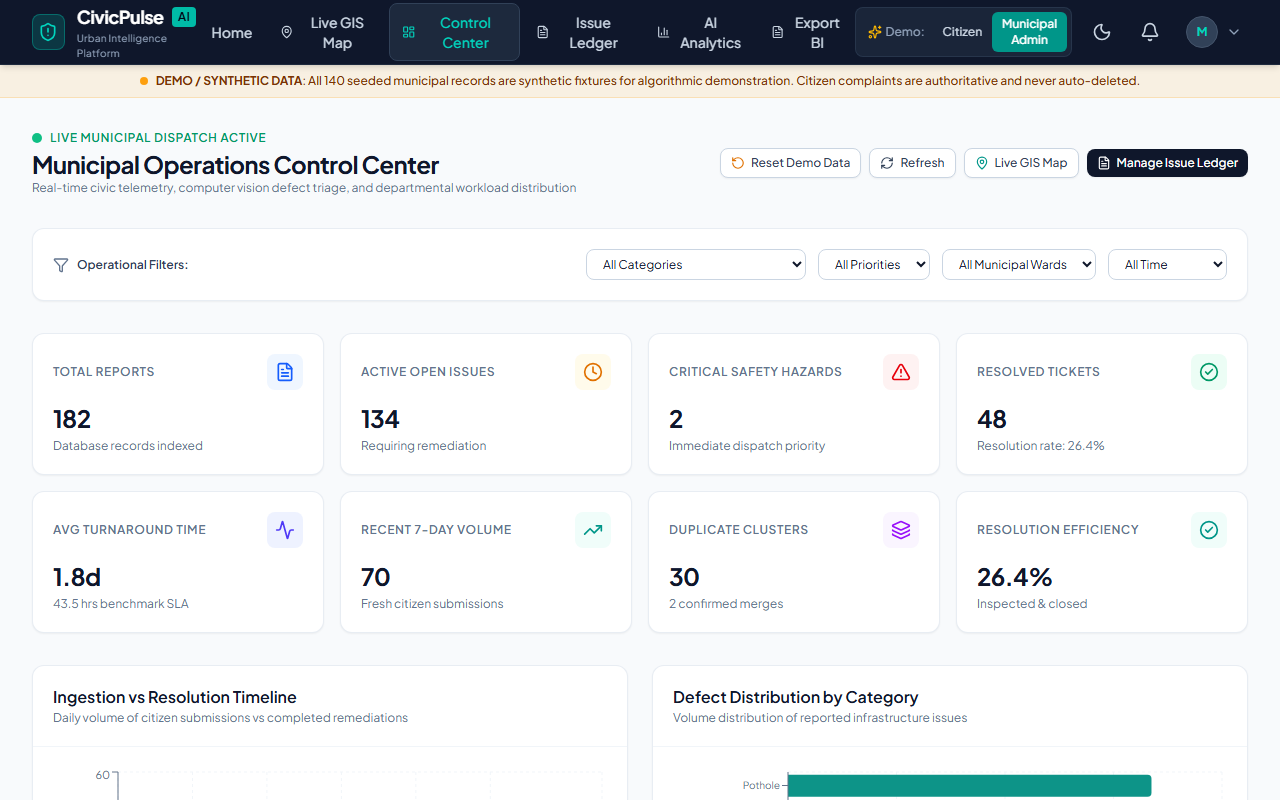 CivicPulse AI
Urban Intelligence
Platform
Home
Live GIS
Map
Control
Center
Issue
Ledger
AI
Analytics
Export
BI
Demo:
Citizen
Municipal
Admin
M
DEMO / SYNTHETIC DATA: All 140 seeded municipal records are synthetic fixtures for algorithmic demonstration. Citizen complaints are authoritative and never auto-deleted.
LIVE MUNICIPAL DISPATCH ACTIVE
Municipal Operations Control Center
Real-time civic telemetry, computer vision defect triage, and departmental workload distribution
Reset Demo Data
Refresh
Live GIS Map
Manage Issue Ledger
Operational Filters:
All Categories
All Priorities
All Municipal Wards
All Time
TOTAL REPORTS
182
Database records indexed
ACTIVE OPEN ISSUES
134
Requiring remediation
CRITICAL SAFETY HAZARDS
2
Immediate dispatch priority
RESOLVED TICKETS
48
Resolution rate: 26.4%
AVG TURNAROUND TIME
1.8d
43.5 hrs benchmark SLA
RECENT 7-DAY VOLUME
70
Fresh citizen submissions
DUPLICATE CLUSTERS
30
2 confirmed merges
RESOLUTION EFFICIENCY
26.4%
Inspected & closed
Ingestion vs Resolution Timeline
Daily volume of citizen submissions vs completed remediations
60
Defect Distribution by Category
Volume distribution of reported infrastructure issues
Pothole